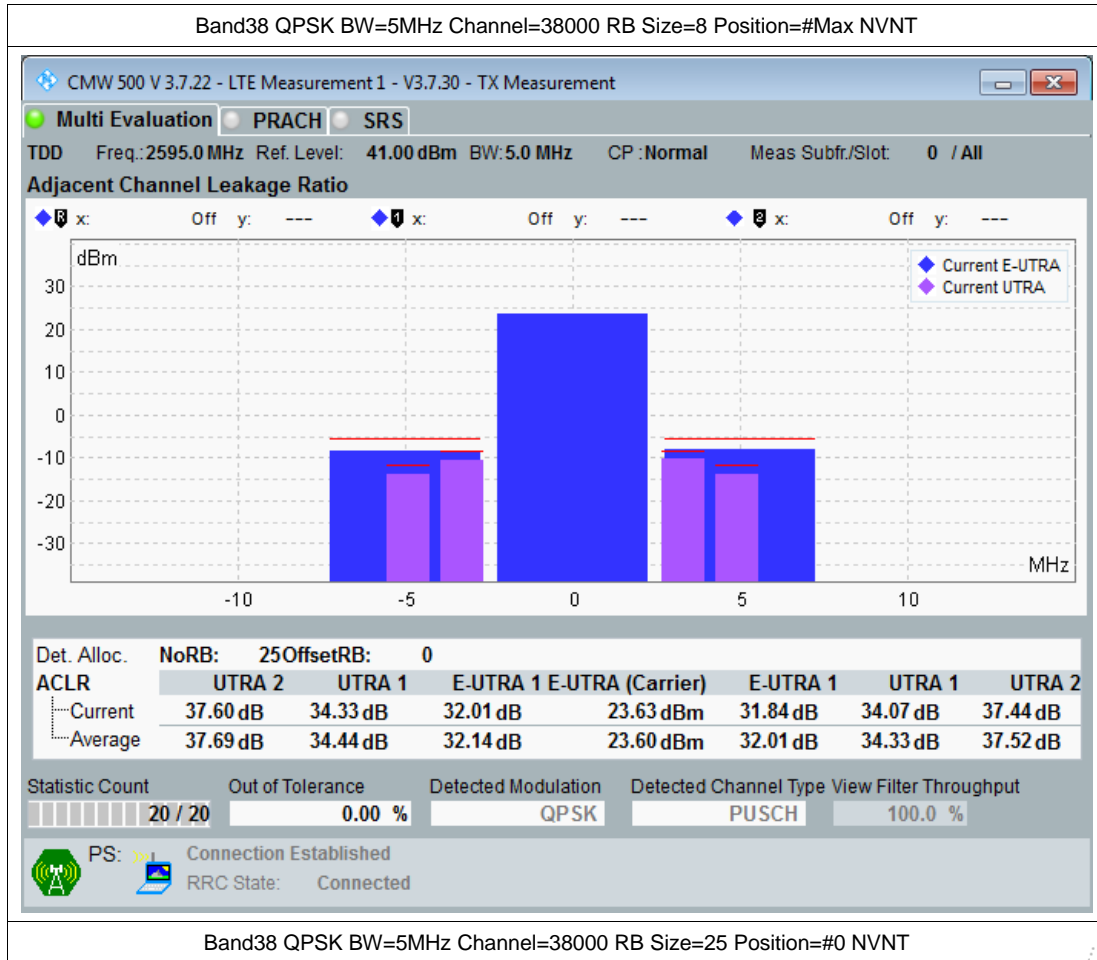 Band38 QPSK BW=5MHz Channel=38000 RB Size=8 Position=#Max NVNT
CMW 500 V 3.7.22 - LTE Measurement 1 - V3.7.30 - TX Measurement
Multi Evaluation PRACH SRS
TDD Freq.: 2595.0 MHz Ref. Level: 41.00 dBm BW: 5.0 MHz CP : Normal Meas Subfr./Slot: 0 / All
Adjacent Channel Leakage Ratio
R x: Off y: --- 1 x: Off y: --- 2 x: Off y: ---
dBm
Current E-UTRA
Current UTRA
30
20
10
0
-10
-20
-30
MHz
-10 -5 0 5 10
Det. Alloc. NoRB: 25 OffsetRB: 0
ACLR UTRA 2 UTRA 1 E-UTRA 1 E-UTRA (Carrier) E-UTRA 1 UTRA 1 UTRA 2
Current 37.60 dB 34.33 dB 32.01 dB 23.63 dBm 31.84 dB 34.07 dB 37.44 dB
Average 37.69 dB 34.44 dB 32.14 dB 23.60 dBm 32.01 dB 34.33 dB 37.52 dB
Statistic Count Out of Tolerance Detected Modulation Detected Channel Type View Filter Throughput
20 / 20 0.00 % QPSK PUSCH 100.0 %
PS: Connection Established
RRC State: Connected
Band38 QPSK BW=5MHz Channel=38000 RB Size=25 Position=#0 NVNT